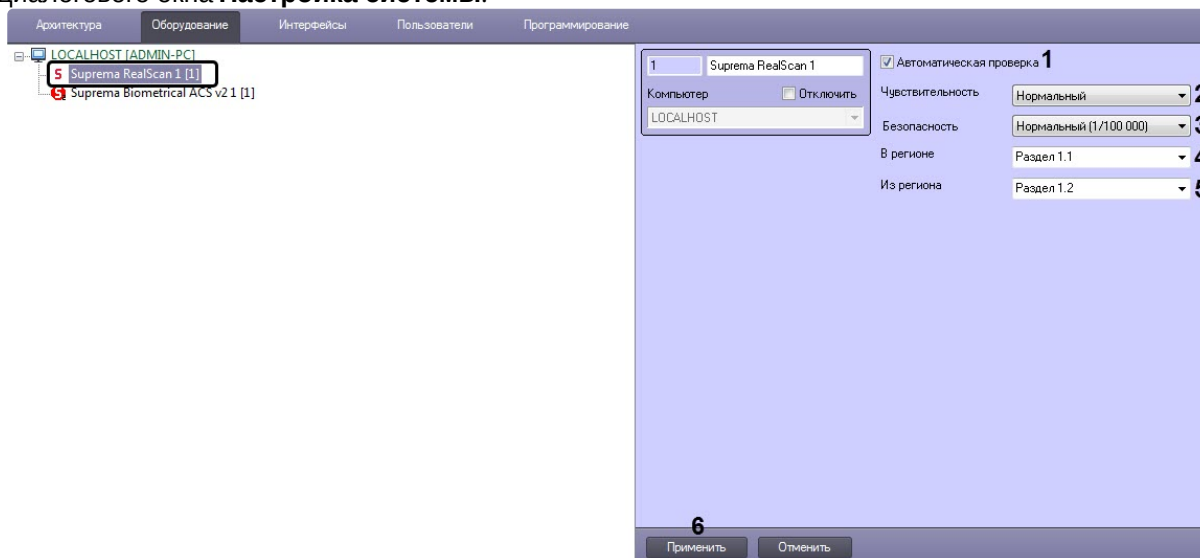 диалогового окна Настройка системы.
Архитектура Оборудование Интерфейсы Пользователи Программирование
LOCALHOST [ADMIN-PC]
S Suprema RealScan 1 [1]
S Suprema Biometrical ACS v2 1 [1]
1 Suprema RealScan 1
Компьютер Отключить
LOCALHOST
Автоматическая проверка 1
Чувствительность Нормальный 2
Безопасность Нормальный (1/100 000) 3
В регионе Раздел 1.1 4
Из региона Раздел 1.2 5
6
Применить Отменить